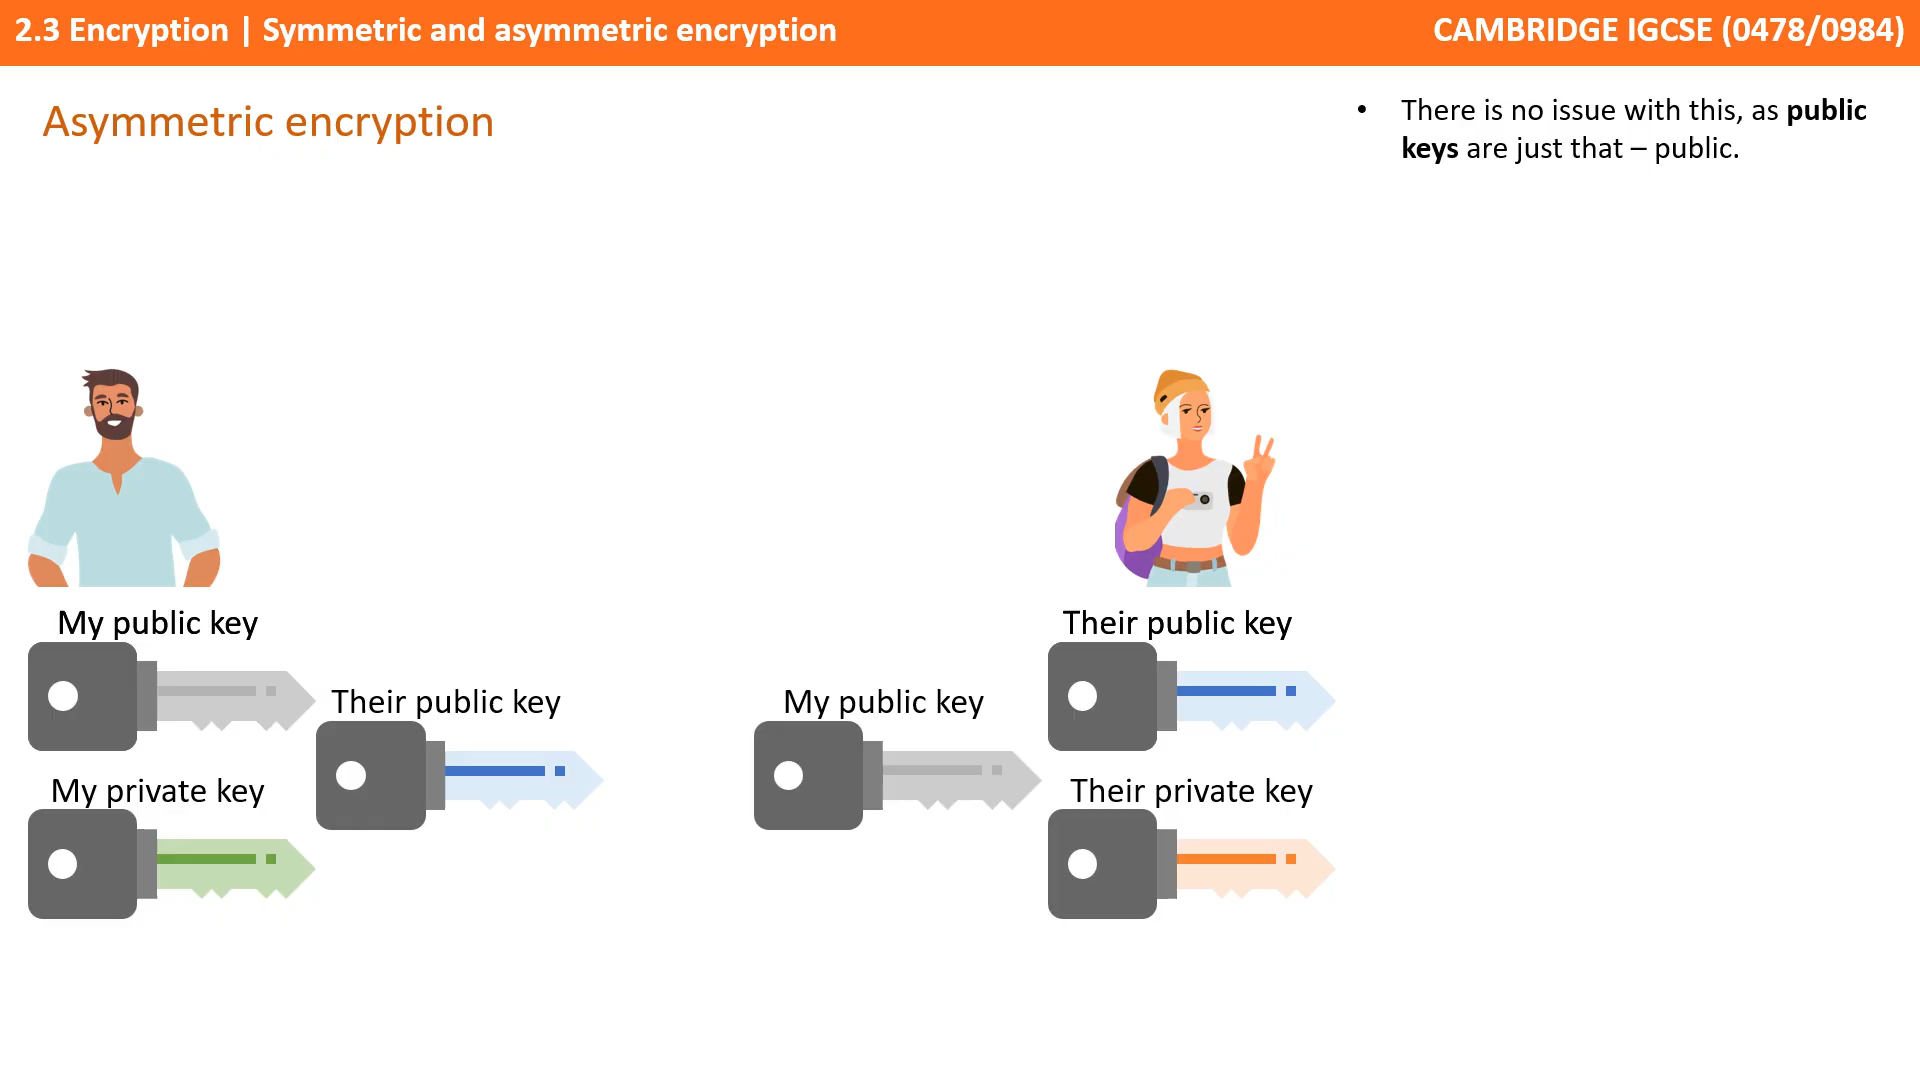 2.3 Encryption | Symmetric and asymmetric encryption
CAMBRIDGE IGCSE (0478/0984)
Asymmetric encryption
• There is no issue with this, as public
keys are just that – public.
My public key
Their public key
My private key
My public key
Their public key
Their private key